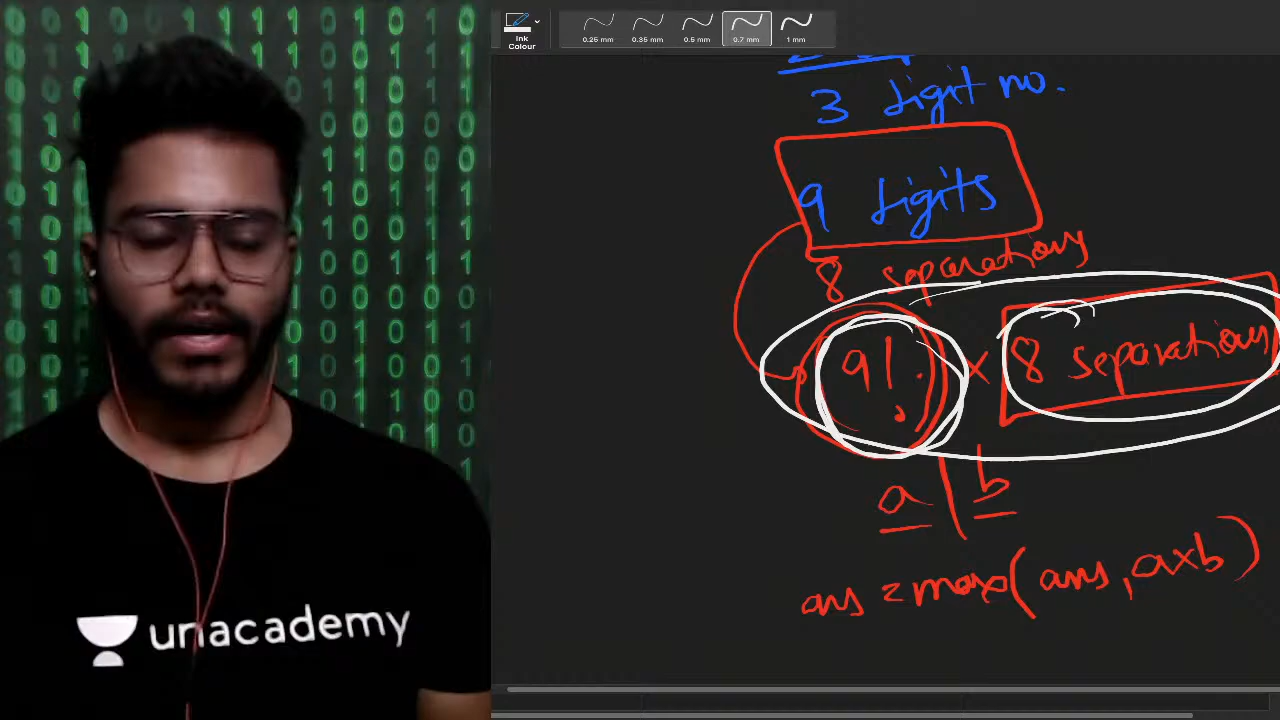 Ink
Colour
0.25 mm
0.35 mm
0.5 mm
0.7 mm
1 mm
3 digit no.
9 digits
8 separations
9! × 8 separations
a | b
ans = max(ans, a×b)
unacademy